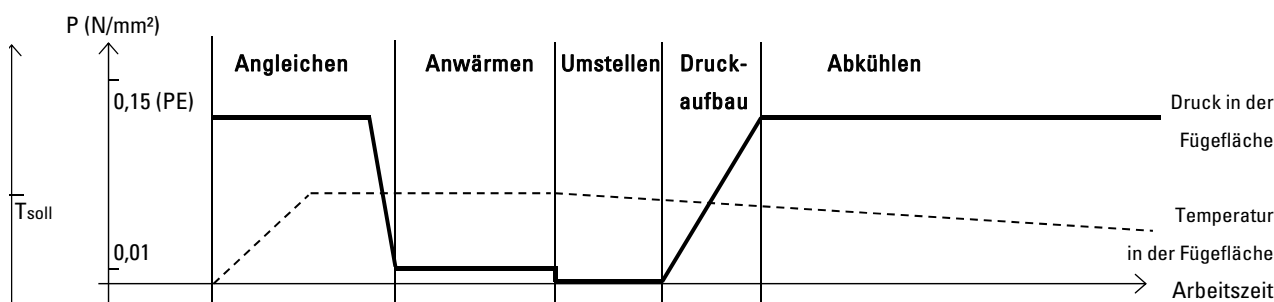 P (N/mm²)
Angleichen
Anwärmen
Umstellen
Druck-
aufbau
Abkühlen
0,15 (PE)
Druck in der
Fügefläche
Tsoll
Temperatur
in der Fügefläche
0,01
Arbeitszeit